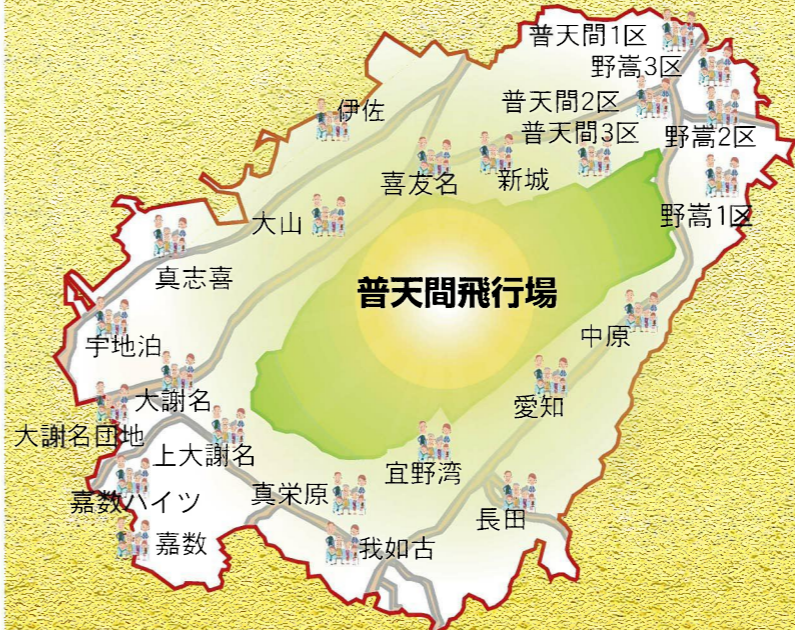 普天間1区
野嵩3区
普天間2区
伊佐
普天間3区
野嵩2区
喜友名
新城
野嵩1区
大山
真志喜
普天間飛行場
宇地泊
中原
大謝名
愛知
大謝名団地
上大謝名
宜野湾
嘉数ハイツ
真栄原
長田
嘉数
我如古